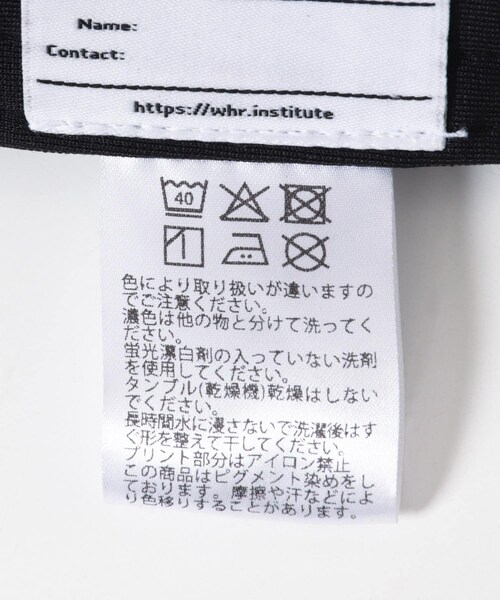 Name:
Contact:
https://whr.institute
40
色により取り扱いが違いますの
でご注意ください。
濃色は他の物と分けて洗ってく
ださい。
蛍光漂白剤の入っていない洗剤
を使用してください。
タンブル(乾燥機)乾燥はしない
でください。
長時間水に浸さないで洗濯後はす
ぐ形を整えて干してください。
プリント部分はアイロン禁止
この商品はピグメント染めをし
ております。摩擦や汗などによ
り色移りすることがあります。